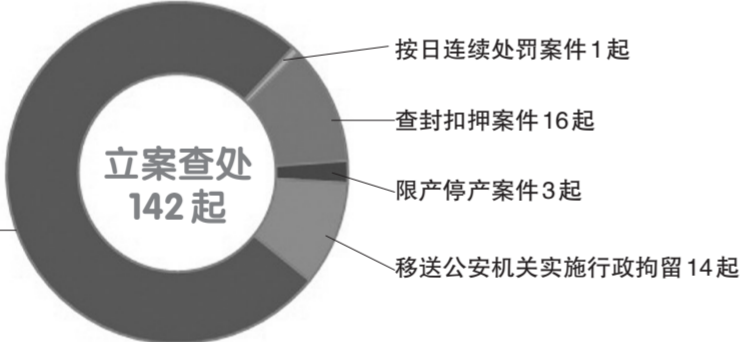 按日连续处罚案件1起
查封扣押案件16起
立案查处
142起
限产停产案件3起
移送公安机关实施行政拘留14起